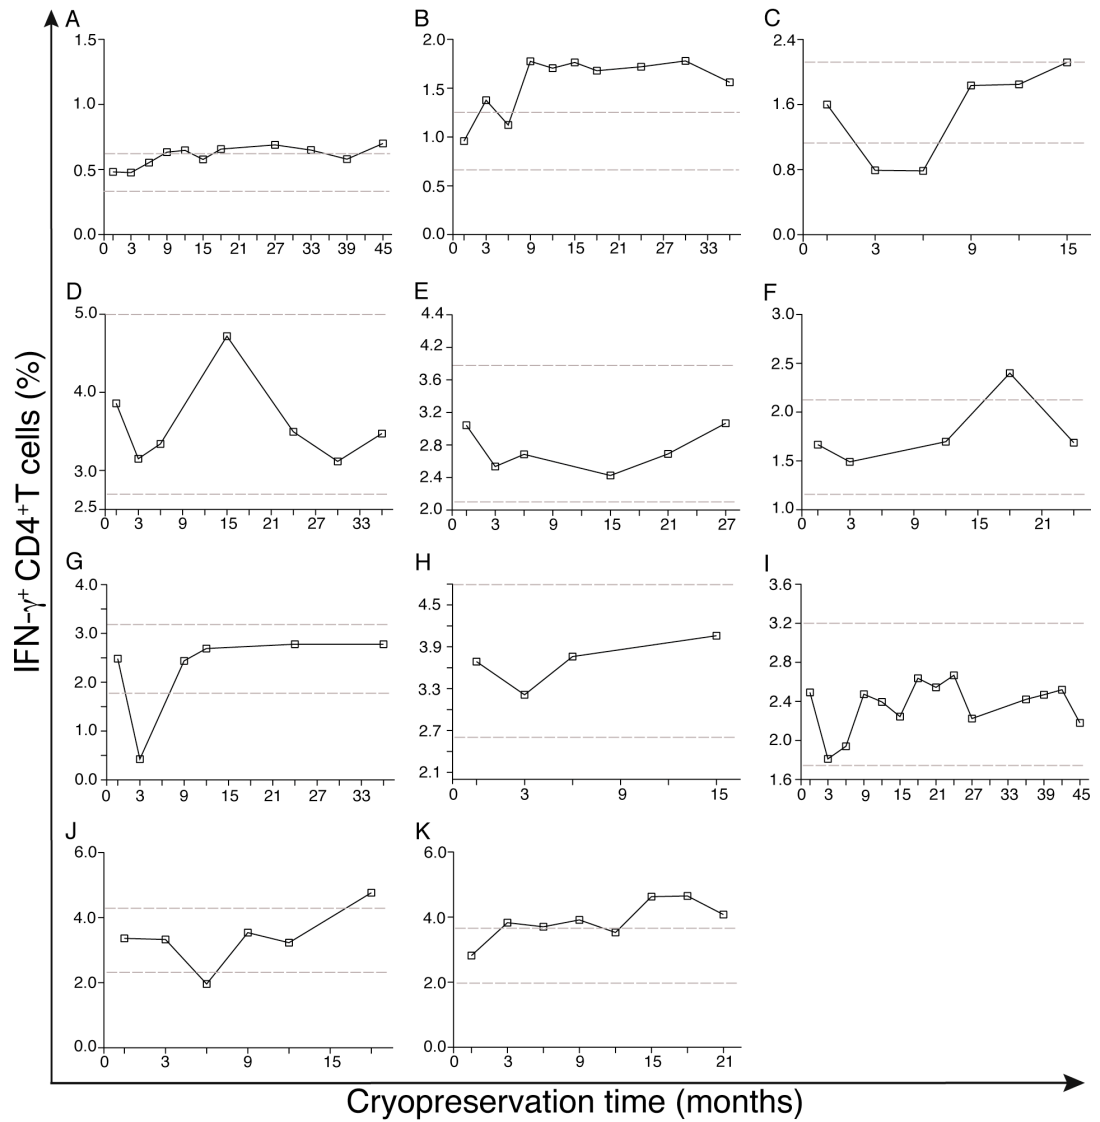 IFN-γ⁺ CD4⁺T cells (%)
A
1.5
1.0
0.5
0.0
0 3 9 15 21 27 33 39 45
B
2.0
1.5
1.0
0.5
0.0
0 3 9 15 21 27 33
C
2.4
1.6
0.8
0.0
0 3 9 15
D
5.0
4.0
3.0
2.5
0 3 9 15 21 27 33
E
4.4
4.2
3.6
3.2
2.8
2.4
2.0
0 3 9 15 21 27
F
3.0
2.5
2.0
1.5
1.0
0 3 9 15 21
G
4.0
3.0
2.0
1.0
0.0
0 3 9 15 21 27 33
H
4.5
3.9
3.3
2.7
2.1
0 3 9 15
I
3.6
3.2
2.8
2.4
2.0
1.6
0 3 9 15 21 27 33 39 45
J
6.0
4.0
2.0
0.0
0 3 9 15
K
6.0
4.0
2.0
0.0
0 3 9 15 21
Cryopreservation time (months)